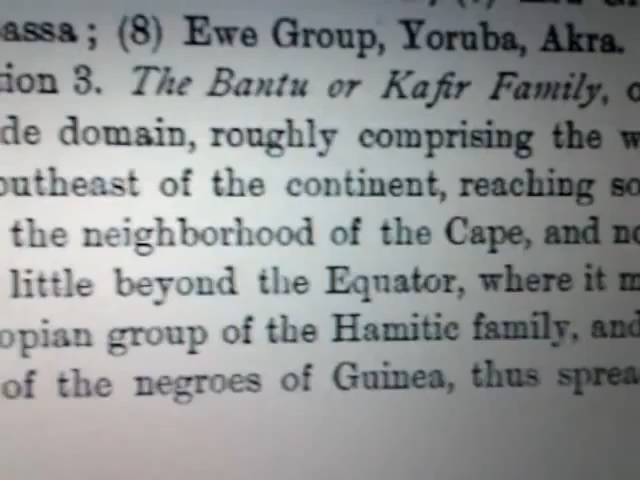 assa; (8) Ewe Group, Yoruba, Akra.
ion 3. The Bantu or Kafir Family,
de domain, roughly comprising the w
outheast of the continent, reaching so
the neighborhood of the Cape, and no
little beyond the Equator, where it m
opian group of the Hamitic family, and
of the negroes of Guinea, thus sprea